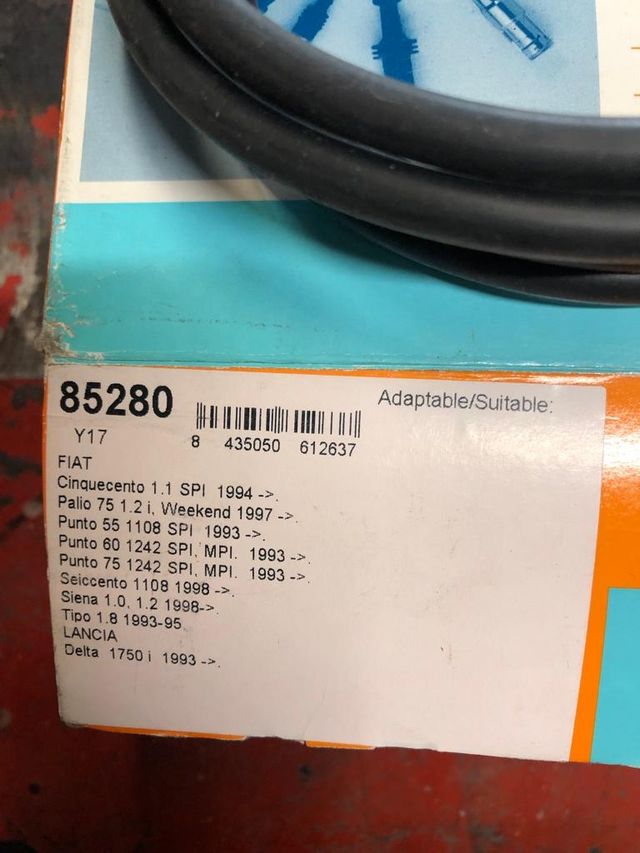 85280
Adaptable/Suitable:
Y17
8 435050 612637
FIAT
Cinquecento 1.1 SPI 1994 ->.
Palio 75 1.2 i, Weekend 1997 ->.
Punto 55 1108 SPI 1993 ->.
Punto 60 1242 SPI, MPI. 1993 ->.
Punto 75 1242 SPI, MPI. 1993 ->.
Seiccento 1108 1998 ->.
Siena 1.0, 1.2 1998->.
Tipo 1.8 1993-95.
LANCIA
Delta 1750 i 1993 ->.